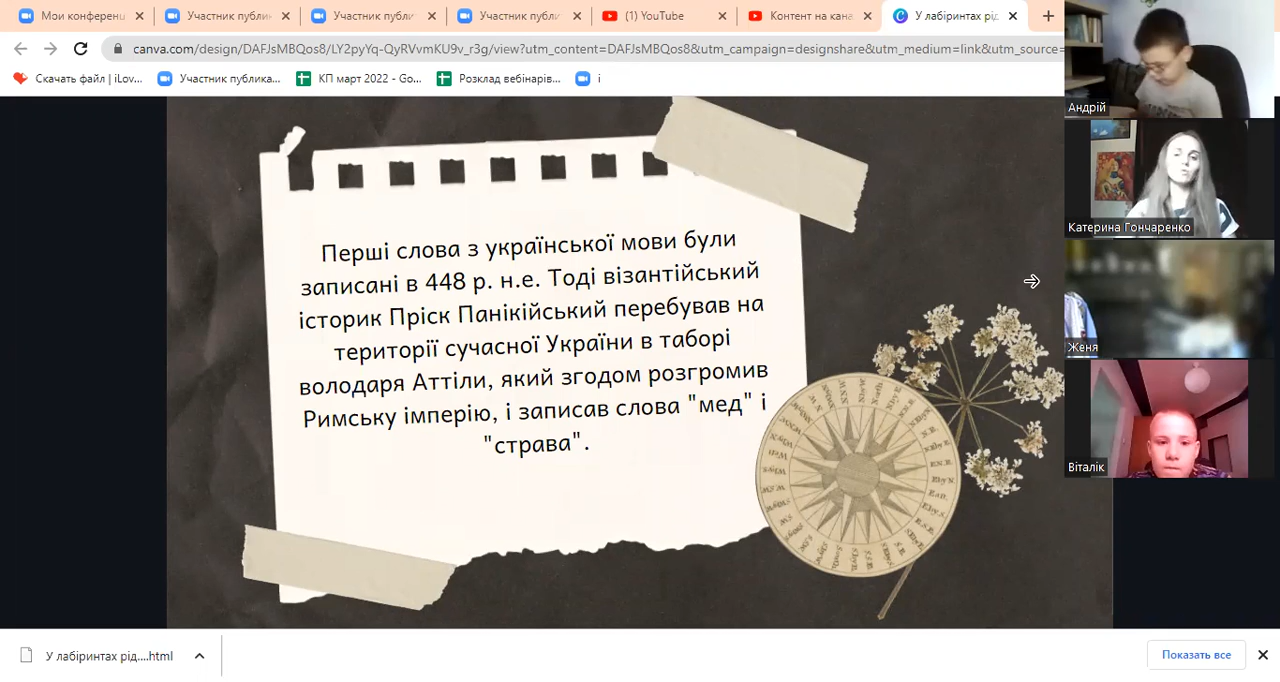 Мои конференц
Участник публи
Участник публи
Участник публи
(1) YouTube
Контент на кана
У лабіринтах рід
canva.com/design/DAFJsMBQos8/LY2pyYq-QyRVvmKU9v_r3g/view?utm_content=DAFJsMBQos8&utm_campaign=designshare&utm_medium=link&utm_source=
Скачать файл | iLov...
Участник публика...
КП март 2022 - Go...
Розклад вебінарів...
i
Перші слова з української мови були
записані в 448 р. н.е. Тоді візантійський
історик Пріск Панікійський перебував на
території сучасної України в таборі
володаря Аттіли, який згодом розгромив
Римську імперію, і записав слова "мед" і
"страва".
Андрій
Катерина Гончаренко
Женя
Віталік
У лабіринтах рід....html
Показать все